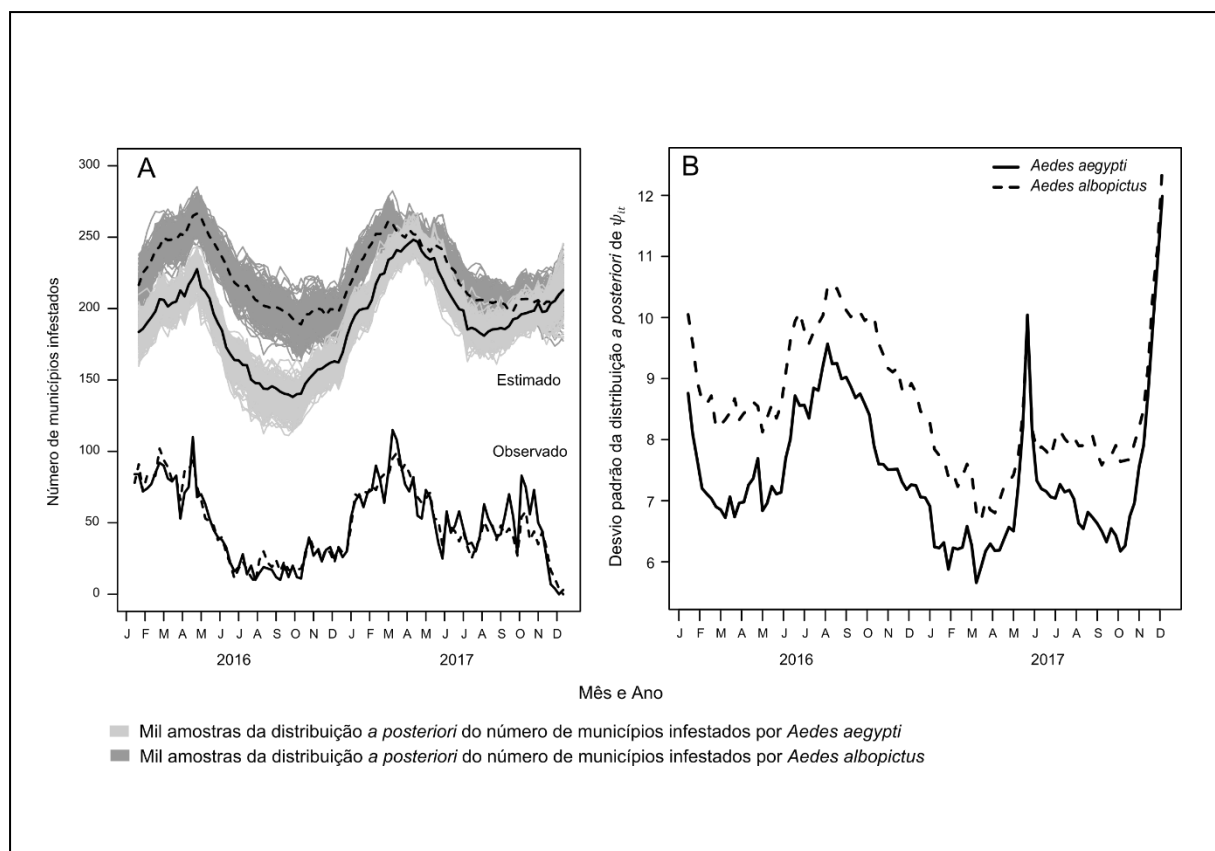 A
Número de municípios infestados
300
250
200
150
100
50
0
Estimado
Observado
J F M A M J J A S O N D J F M A M J J A S O N D
2016 2017
B
Aedes aegypti
Aedes albopictus
Desvio padrão da distribuição a posteriori de ψit
12
11
10
9
8
7
6
J F M A M J J A S O N D J F M A M J J A S O N D
2016 2017
Mês e Ano
Mil amostras da distribuição a posteriori do número de municípios infestados por Aedes aegypti
Mil amostras da distribuição a posteriori do número de municípios infestados por Aedes albopictus